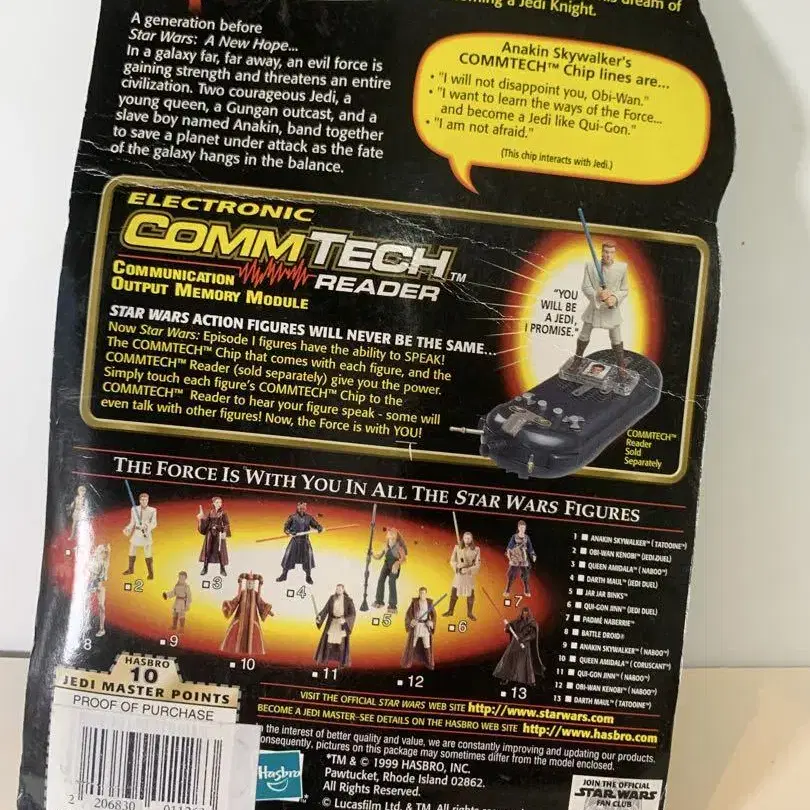 dream of
a Jedi Knight.
A generation before
Star Wars: A New Hope...
In a galaxy far, far away, an evil force is
gaining strength and threatens an entire
civilization. Two courageous Jedi, a
young queen, a Gungan outcast, and a
slave boy named Anakin, band together
to save a planet under attack as the fate
of the galaxy hangs in the balance.
Anakin Skywalker's
COMMTECH™ Chip lines are...
• "I will not disappoint you, Obi-Wan."
• "I want to learn the ways of the Force...
and become a Jedi like Qui-Gon."
• "I am not afraid."
(This chip interacts with Jedi.)
ELECTRONIC
COMMTECH™
COMMUNICATION
OUTPUT MEMORY MODULE
READER
STAR WARS ACTION FIGURES WILL NEVER BE THE SAME...
Now Star Wars: Episode I figures have the ability to SPEAK!
The COMMTECH™ Chip that comes with each figure, and the
COMMTECH™ Reader (sold separately) give you the power.
Simply touch each figure's COMMTECH™ Chip to the
COMMTECH™ Reader to hear your figure speak - some will
even talk with other figures! Now, the Force is with YOU!
"YOU
WILL BE
A JEDI,
I PROMISE."
COMMTECH™
Reader
Sold
Separately
THE FORCE IS WITH YOU IN ALL THE STAR WARS FIGURES
2
3
4
5
6
7
8
9
10
11
12
13
1 ANAKIN SKYWALKER™ (TATOOINE™)
2 OBI-WAN KENOBI™ (JEDI DUEL)
3 QUEEN AMIDALA™ (NABOO™)
4 DARTH MAUL™ (JEDI DUEL)
5 JAR JAR BINKS™
6 QUI-GON JINN™ (JEDI DUEL)
7 PADMÉ NABERRIE™
8 BATTLE DROID®
9 ANAKIN SKYWALKER™ (NABOO™)
10 QUEEN AMIDALA™ (CORUSCANT™)
11 QUI-GON JINN™ (NABOO™)
12 OBI-WAN KENOBI™ (NABOO™)
13 DARTH MAUL™ (TATOOINE™)
HASBRO
10
JEDI MASTER POINTS
PROOF OF PURCHASE
2 206830
VISIT THE OFFICIAL STAR WARS WEB SITE http://www.starwars.com
BECOME A JEDI MASTER–SEE DETAILS ON THE HASBRO WEB SITE http://www.hasbro.com
the interest of better quality and value, we are constantly improving and updating our products.
onsequently, pictures on this package may sometimes differ from the model enclosed.
Hasbro
*TM & © 1999 HASBRO, INC.
Pawtucket, Rhode Island 02862.
All Rights Reserved.
© Lucasfilm Ltd. & TM. All rights
JOIN THE OFFICIAL
STAR WARS
FAN CLUB